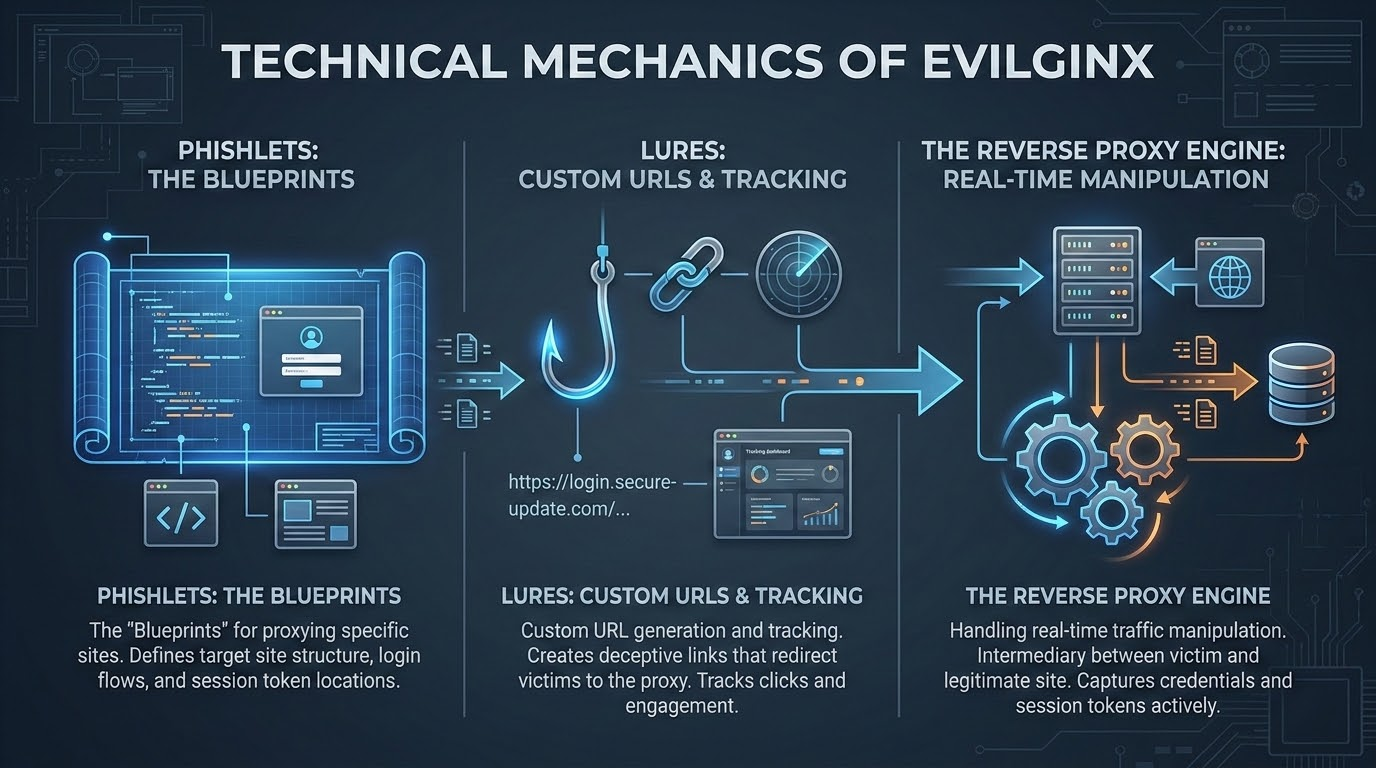 TECHNICAL MECHANICS OF EVILGINX
PHISHLETS:
THE BLUEPRINTS
LURES:
CUSTOM URLS & TRACKING
THE REVERSE PROXY ENGINE:
REAL-TIME MANIPULATION
</>
https://login.secure-
update.com/...
Tracking Dashboard
PHISHLETS: THE BLUEPRINTS
The “Blueprints” for proxying specific
sites. Defines target site structure, login
flows, and session token locations.
LURES: CUSTOM URLS & TRACKING
Custom URL generation and tracking.
Creates deceptive links that redirect
victims to the proxy. Tracks clicks and
engagement.
THE REVERSE PROXY ENGINE
Handling real-time traffic manipulation.
Intermediary between victim and
legitimate site. Captures credentials and
session tokens actively.